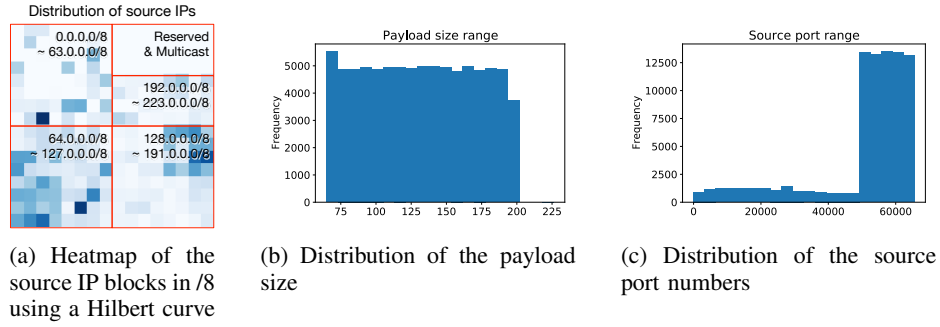 Distribution of source IPs
0.0.0.0/8
~ 63.0.0.0/8
Reserved
& Multicast
192.0.0.0/8
~ 223.0.0.0/8
64.0.0.0/8
~ 127.0.0.0/8
128.0.0.0/8
~ 191.0.0.0/8
(a) Heatmap of the
source IP blocks in /8
using a Hilbert curve
Payload size range
Frequency
5000
4000
3000
2000
1000
0
75 100 125 150 175 200 225
(b) Distribution of the payload
size
Source port range
Frequency
12500
10000
7500
5000
2500
0
0 20000 40000 60000
(c) Distribution of the source
port numbers